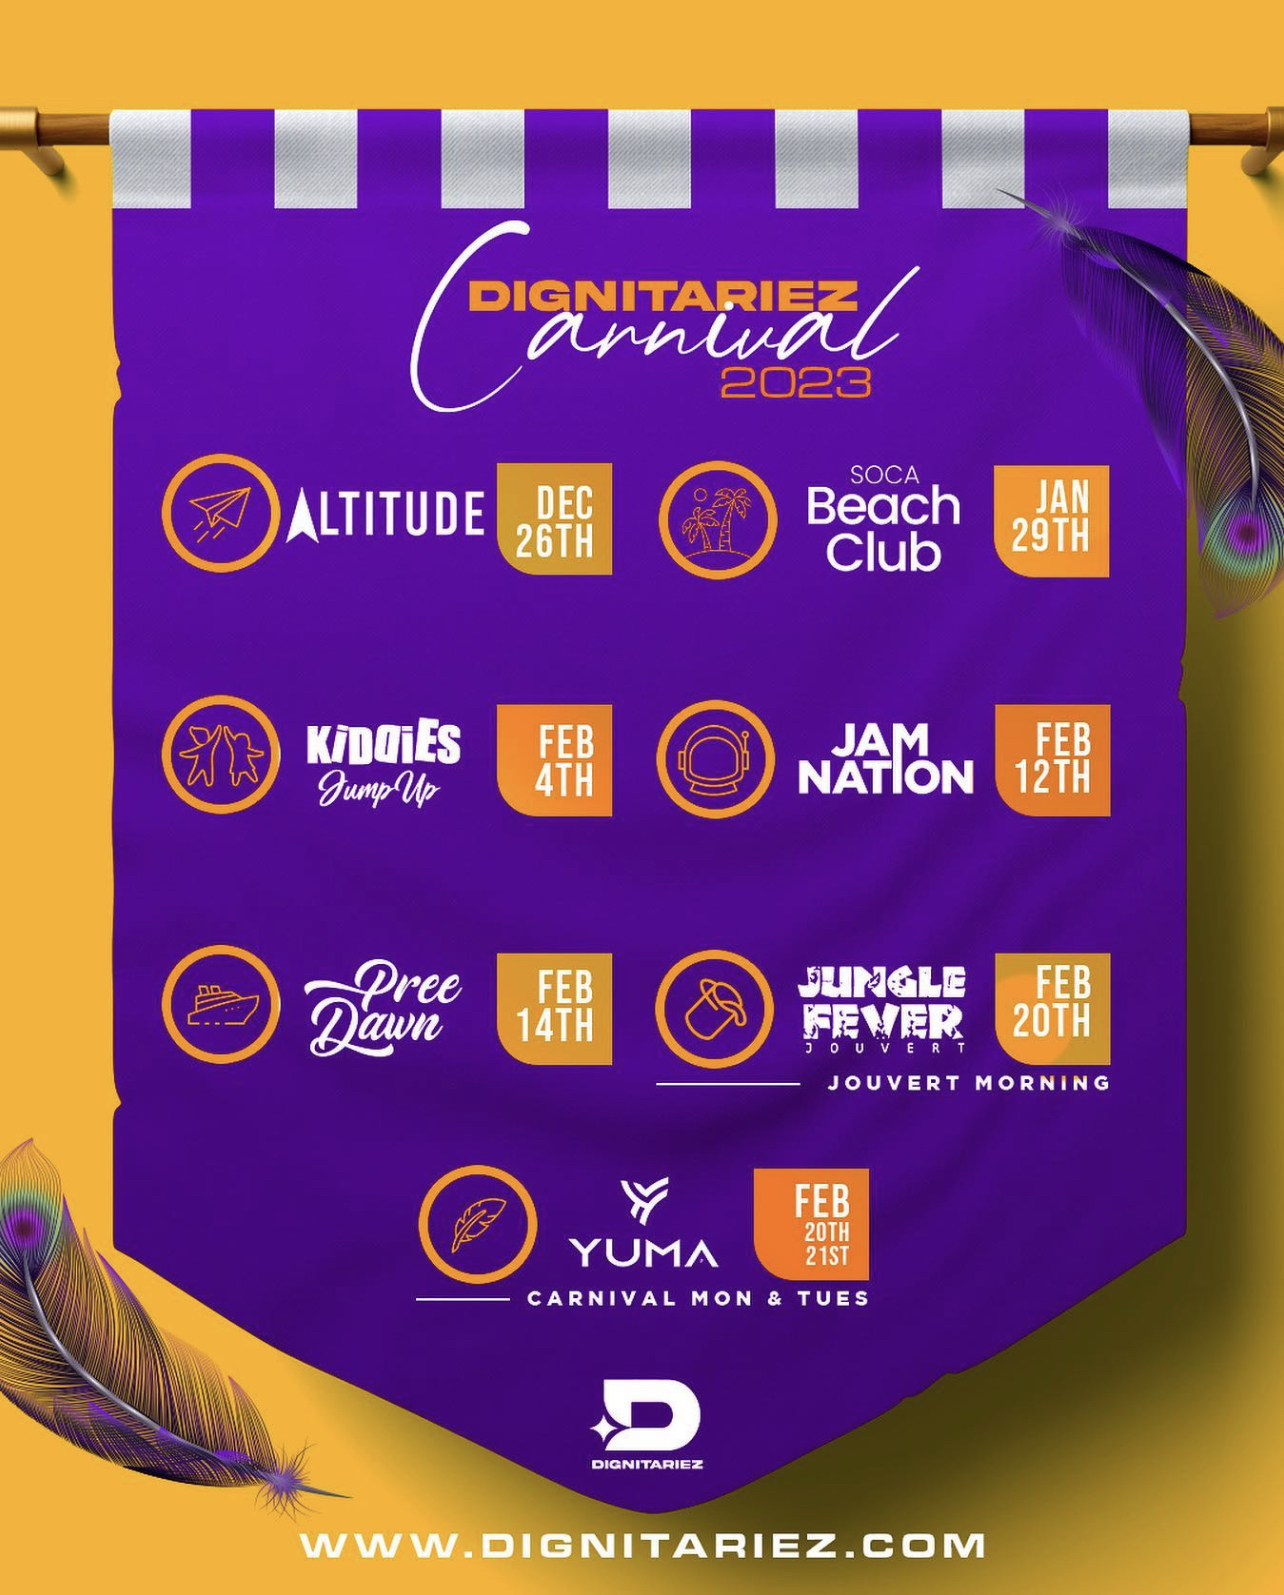 DIGNITARIEZ
Carnival
2023
ALTITUDE
DEC
26TH
SOCA
Beach
Club
JAN
29TH
KiDDiES
Jump Up
FEB
4TH
JAM
NATION
FEB
12TH
Pree
Dawn
FEB
14TH
JUNGLE
FEVER
JOUVERT
FEB
20TH
JOUVERT MORNING
YUMA
FEB
20TH
21ST
CARNIVAL MON & TUES
D
DIGNITARIEZ
WWW.DIGNITARIEZ.COM